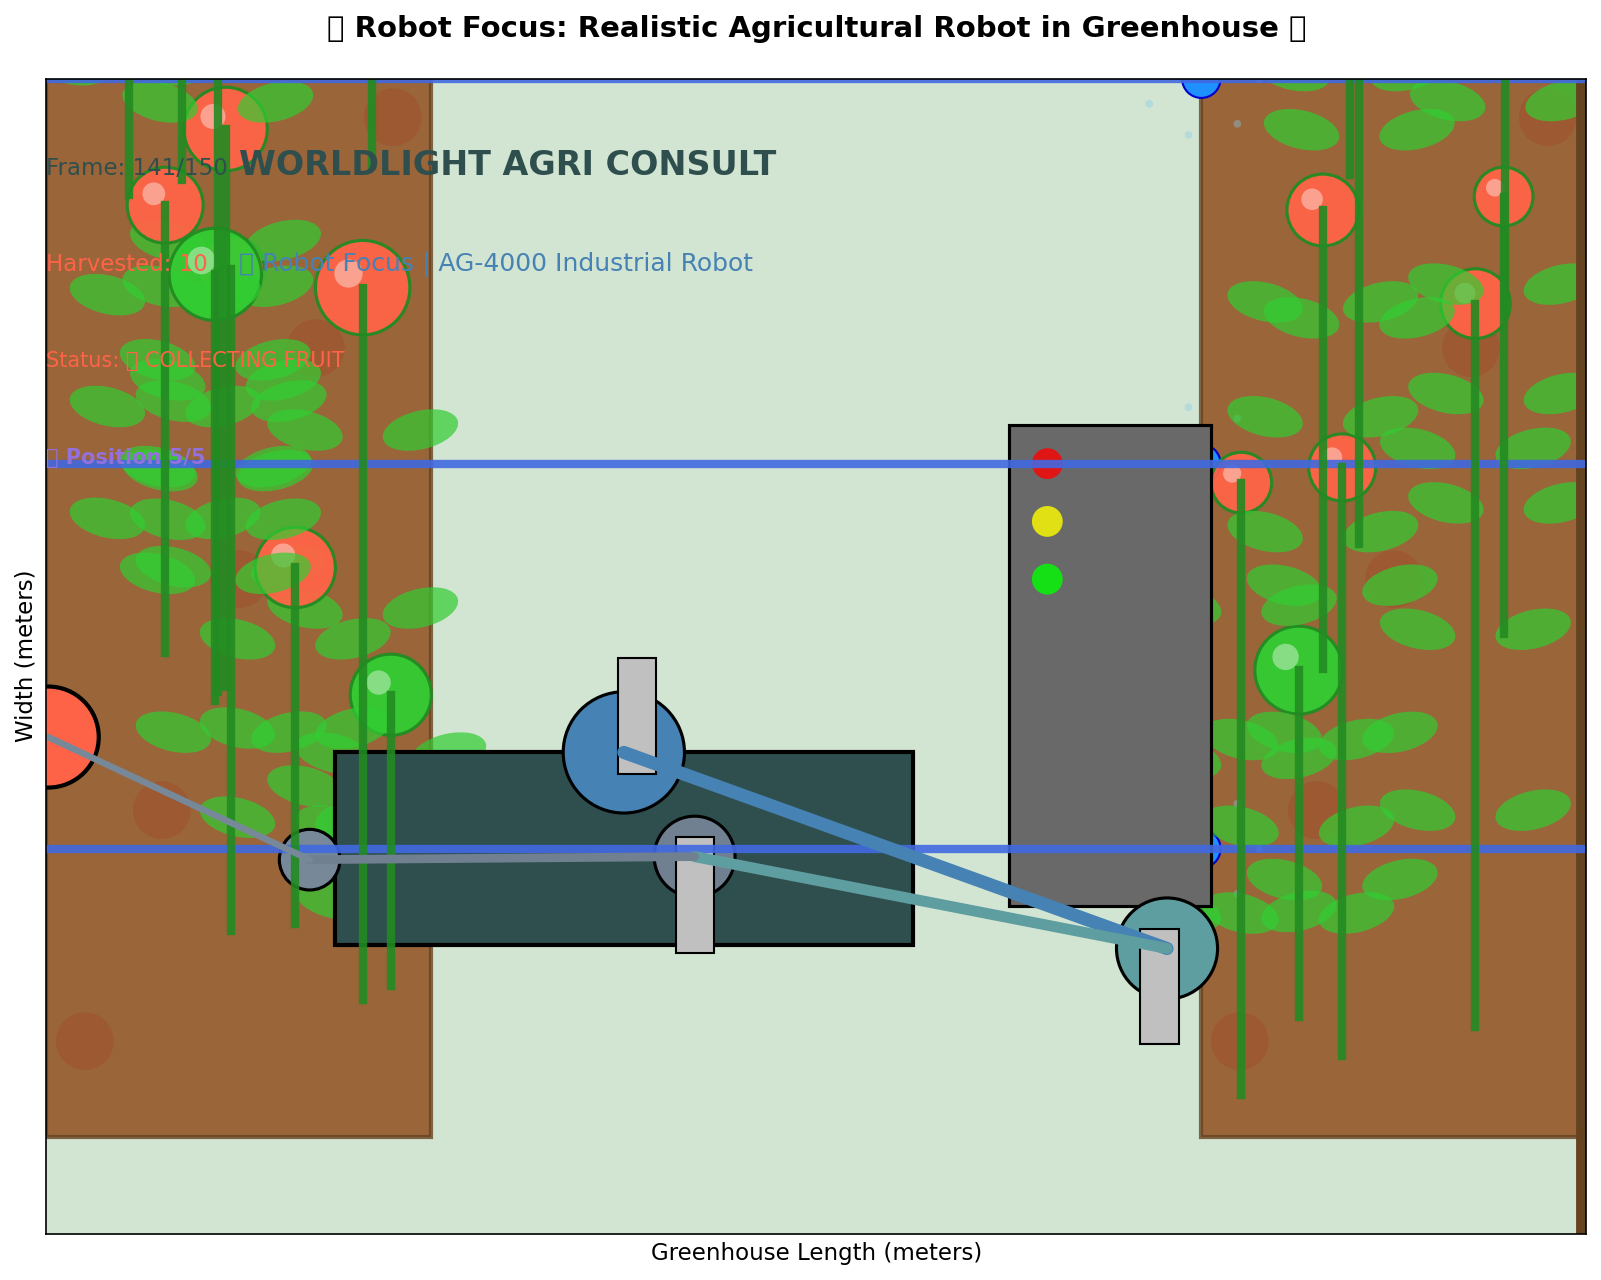 ▯ Robot Focus: Realistic Agricultural Robot in Greenhouse ▯
Frame: 141/150
WORLDLIGHT AGRI CONSULT
Harvested: 10
▯ Robot Focus | AG-4000 Industrial Robot
Status: ▯ COLLECTING FRUIT
▯ Position 5/5
Width (meters)
Greenhouse Length (meters)